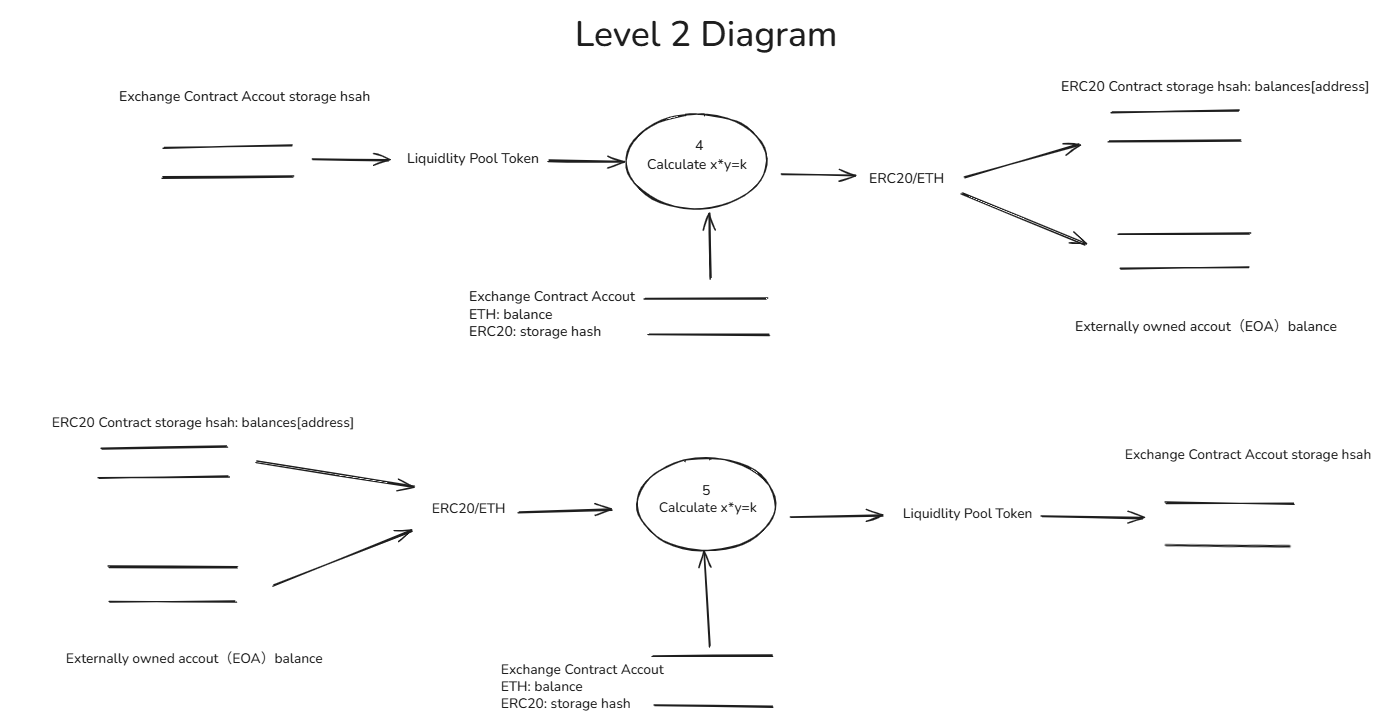 Level 2 Diagram
Exchange Contract Accout storage hsah
ERC20 Contract storage hsah: balances[address]
4
Calculate x*y=k
Liquidlity Pool Token
ERC20/ETH
Exchange Contract Accout
ETH: balance
ERC20: storage hash
Externally owned accout（EOA）balance
ERC20 Contract storage hsah: balances[address]
Exchange Contract Accout storage hsah
5
Calculate x*y=k
ERC20/ETH
Liquidlity Pool Token
Externally owned accout（EOA）balance
Exchange Contract Accout
ETH: balance
ERC20: storage hash